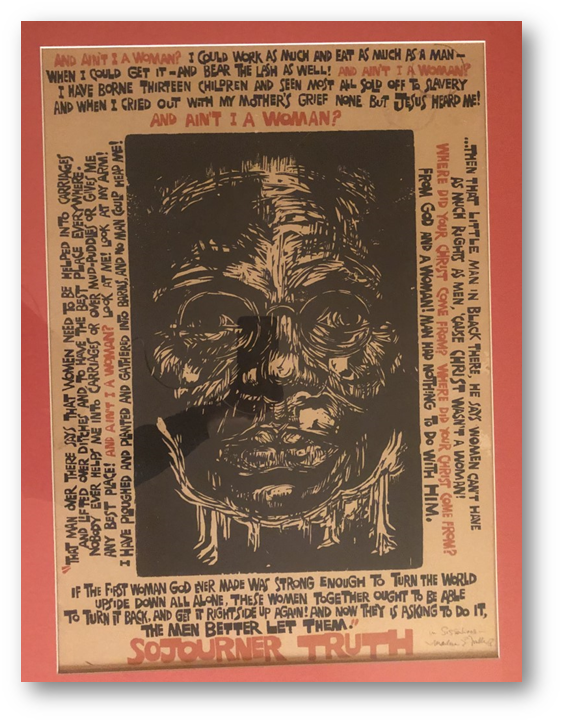 "THAT MAN OVER THERE SAYS THAT WOMEN NEED TO BE HELPED INTO CARRIAGES
AND LIFTED OVER DITCHES AND TO HAVE THE BEST PLACE EVERYWHERE.
NOBODY EVER HELPS ME INTO CARRIAGES OR OVER MUD-PUDDLES OR GIVES ME
ANY BEST PLACE! AND AIN'T I A WOMAN? LOOK AT ME! LOOK AT MY ARM!
I HAVE PLOUGHED AND PLANTED AND GATHERED INTO BARNS, AND NO MAN COULD HEAD ME!
AND AIN'T I A WOMAN? I COULD WORK AS MUCH AND EAT AS MUCH AS A MAN—
WHEN I COULD GET IT—AND BEAR THE LASH AS WELL! AND AIN'T I A WOMAN?
I HAVE BORNE THIRTEEN CHILDREN AND SEEN MOST ALL SOLD OFF TO SLAVERY
AND WHEN I CRIED OUT WITH MY MOTHER'S GRIEF NONE BUT JESUS HEARD ME!
AND AIN'T I A WOMAN?
...THEN THAT LITTLE MAN IN BLACK THERE, HE SAYS WOMEN CAN'T HAVE
AS MUCH RIGHTS AS MEN, 'CAUSE CHRIST WASN'T A WOMAN!
WHERE DID YOUR CHRIST COME FROM? WHERE DID YOUR CHRIST COME FROM?
FROM GOD AND A WOMAN! MAN HAD NOTHING TO DO WITH HIM.
IF THE FIRST WOMAN GOD EVER MADE WAS STRONG ENOUGH TO TURN THE WORLD
UPSIDE DOWN ALL ALONE, THESE WOMEN TOGETHER OUGHT TO BE ABLE
TO TURN IT BACK, AND GET IT RIGHTSIDE UP AGAIN! AND NOW THEY IS ASKING TO DO IT,
THE MEN BETTER LET THEM."
SOJOURNER TRUTH